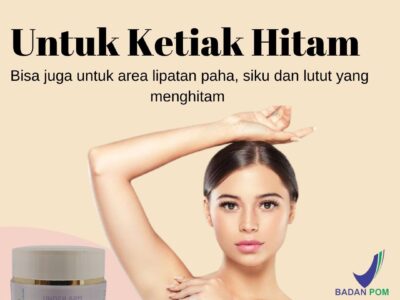 Untuk Ketiak Hitam
Bisa juga untuk area lipatan paha, siku dan lutut yang
menghitam
BADAN POM